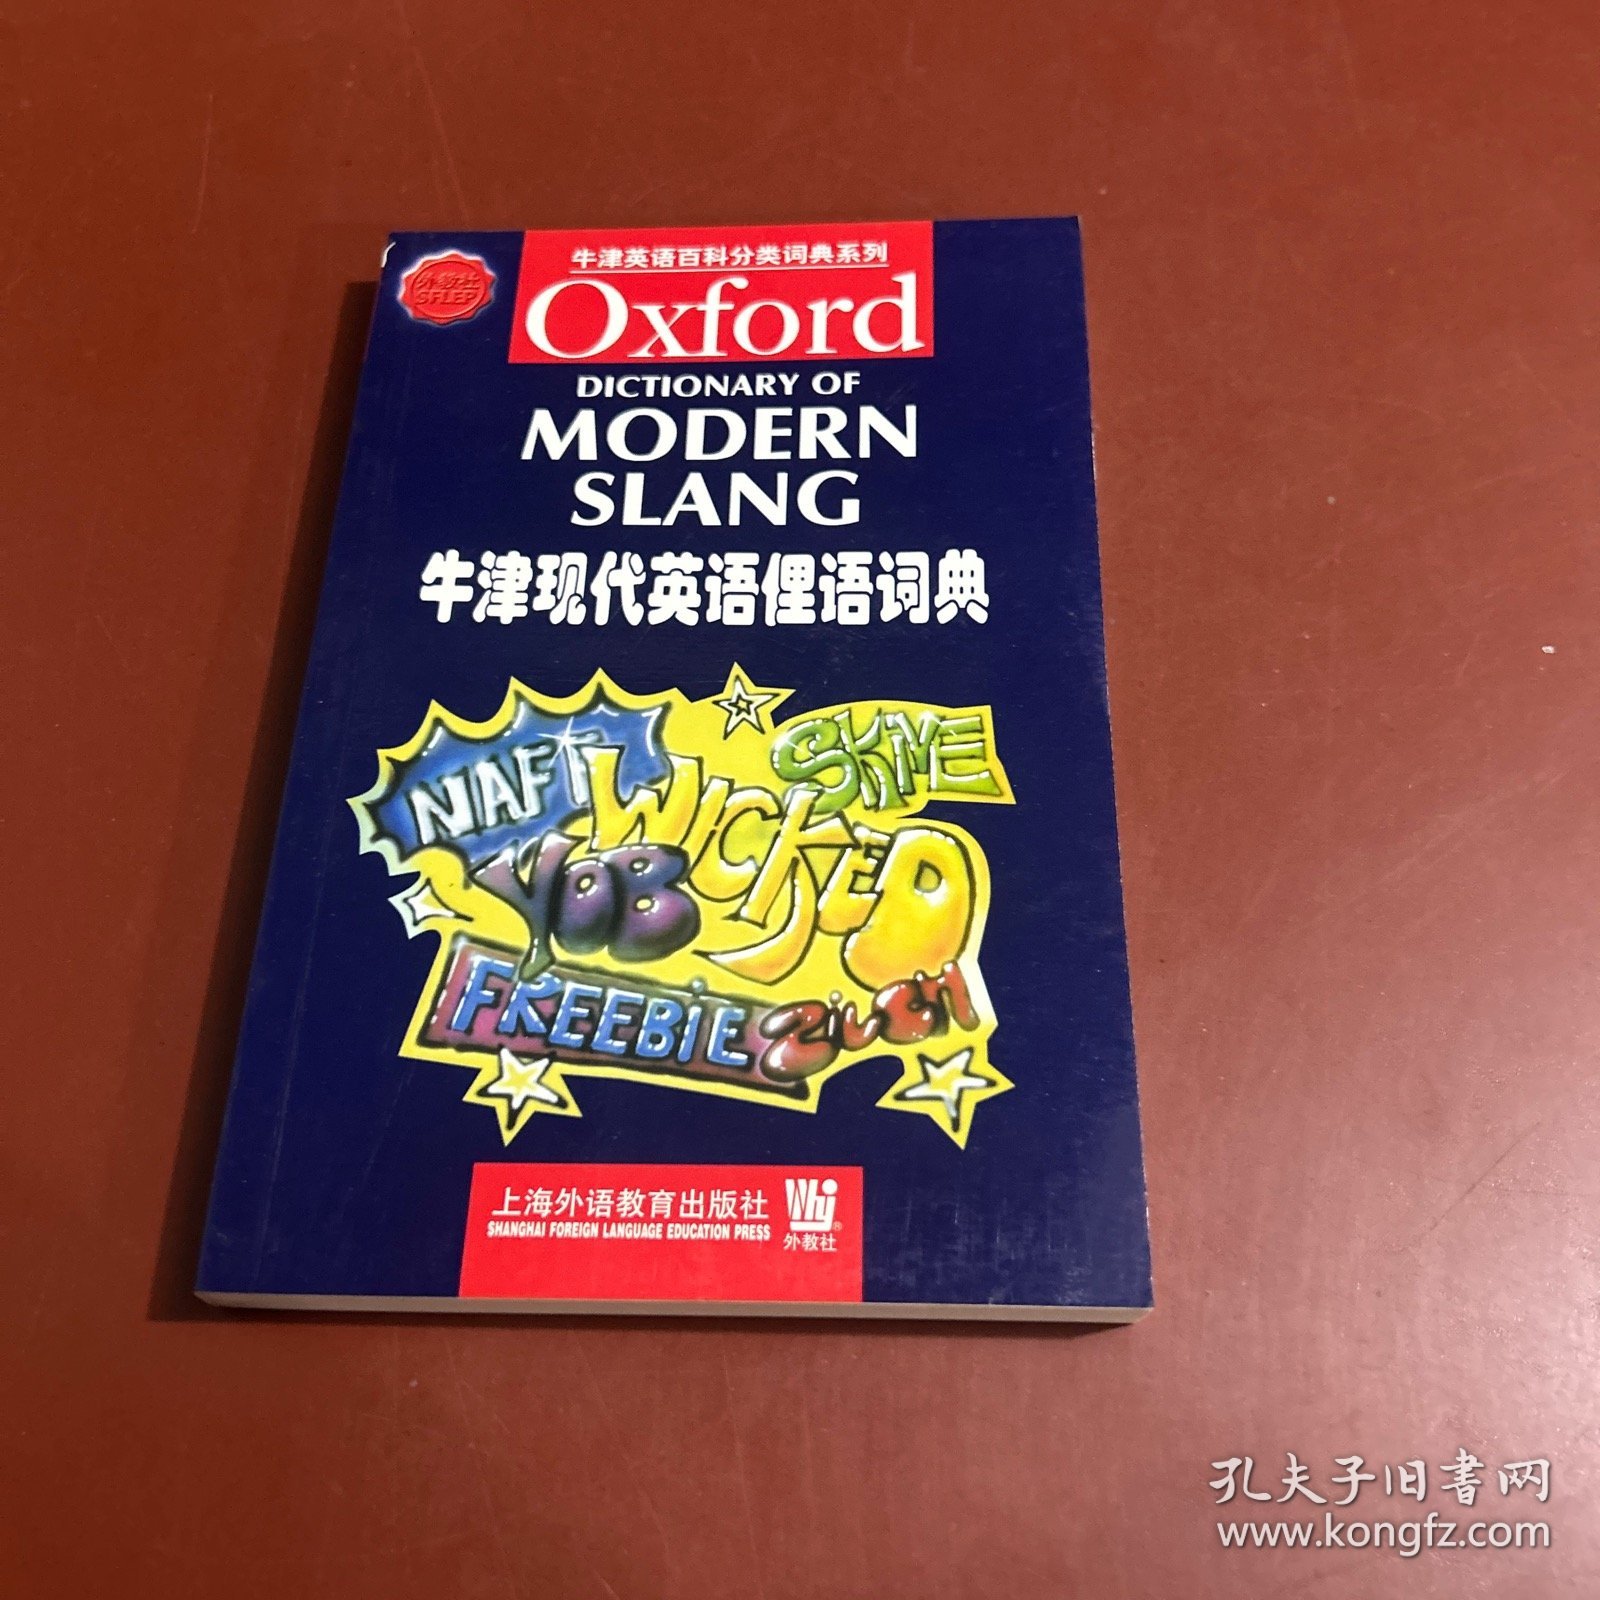 牛津英语百科分类词典系列
外教社
SFLEP
Oxford
DICTIONARY OF
MODERN
SLANG
牛津现代英语俚语词典
NAFF
SKIVE
WICKED
YOB
FREEBIE
ZILCH
上海外语教育出版社
SHANGHAI FOREIGN LANGUAGE EDUCATION PRESS
外教社
孔夫子旧书网
www.kongfz.com